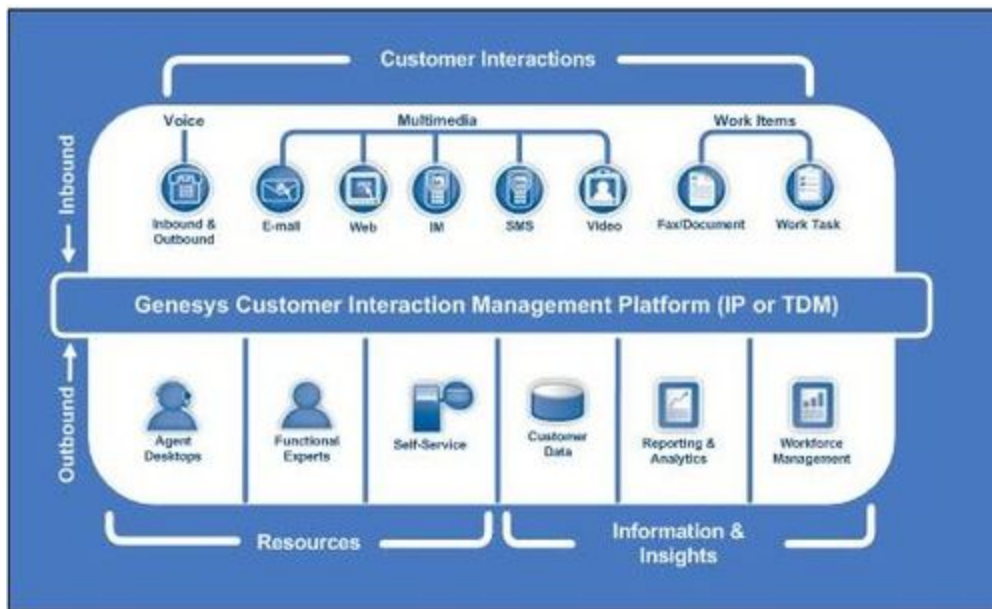 Customer Interactions
Voice
Multimedia
Work Items
Inbound &
Outbound
E-mail
Web
IM
SMS
Video
Fax/Document
Work Task
Inbound
Genesys Customer Interaction Management Platform (IP or TDM)
Outbound
Agent
Desktops
Functional
Experts
Self-Service
Customer
Data
Reporting &
Analytics
Workforce
Management
Resources
Information &
Insights